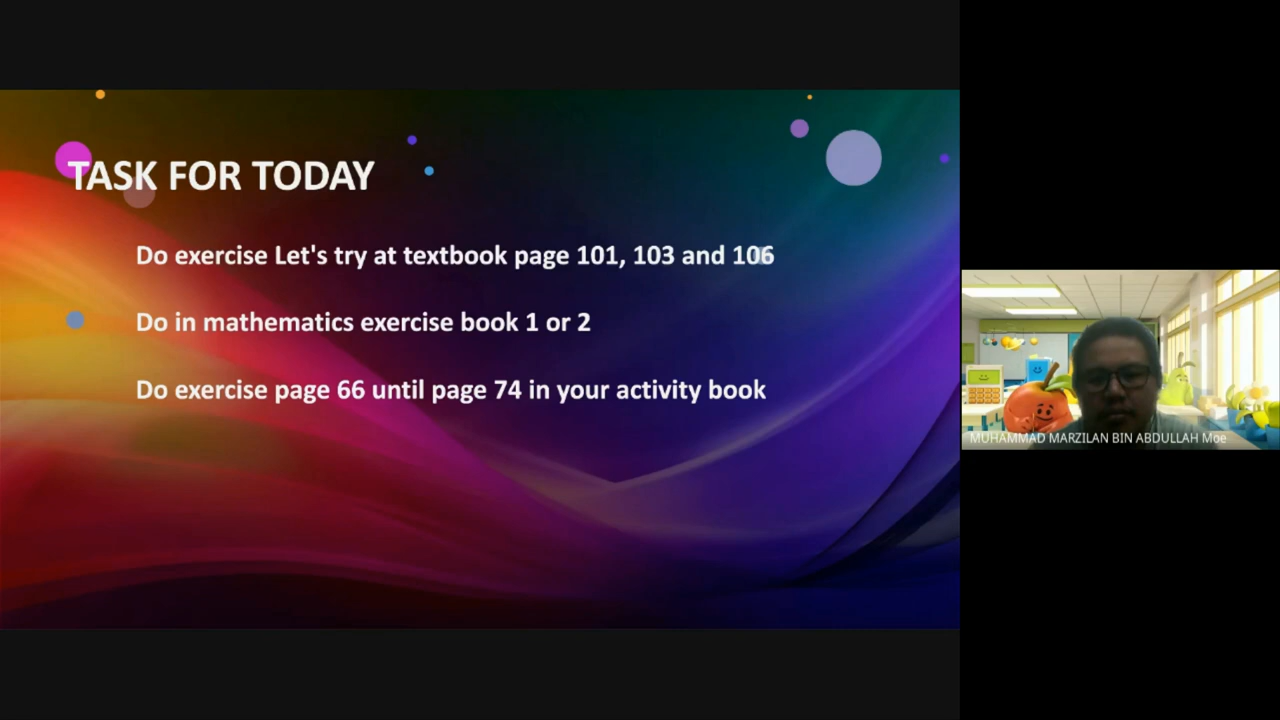 TASK FOR TODAY
Do exercise Let's try at textbook page 101, 103 and 106
Do in mathematics exercise book 1 or 2
Do exercise page 66 until page 74 in your activity book
MUHAMMAD MARZILAN BIN ABDULLAH Moe